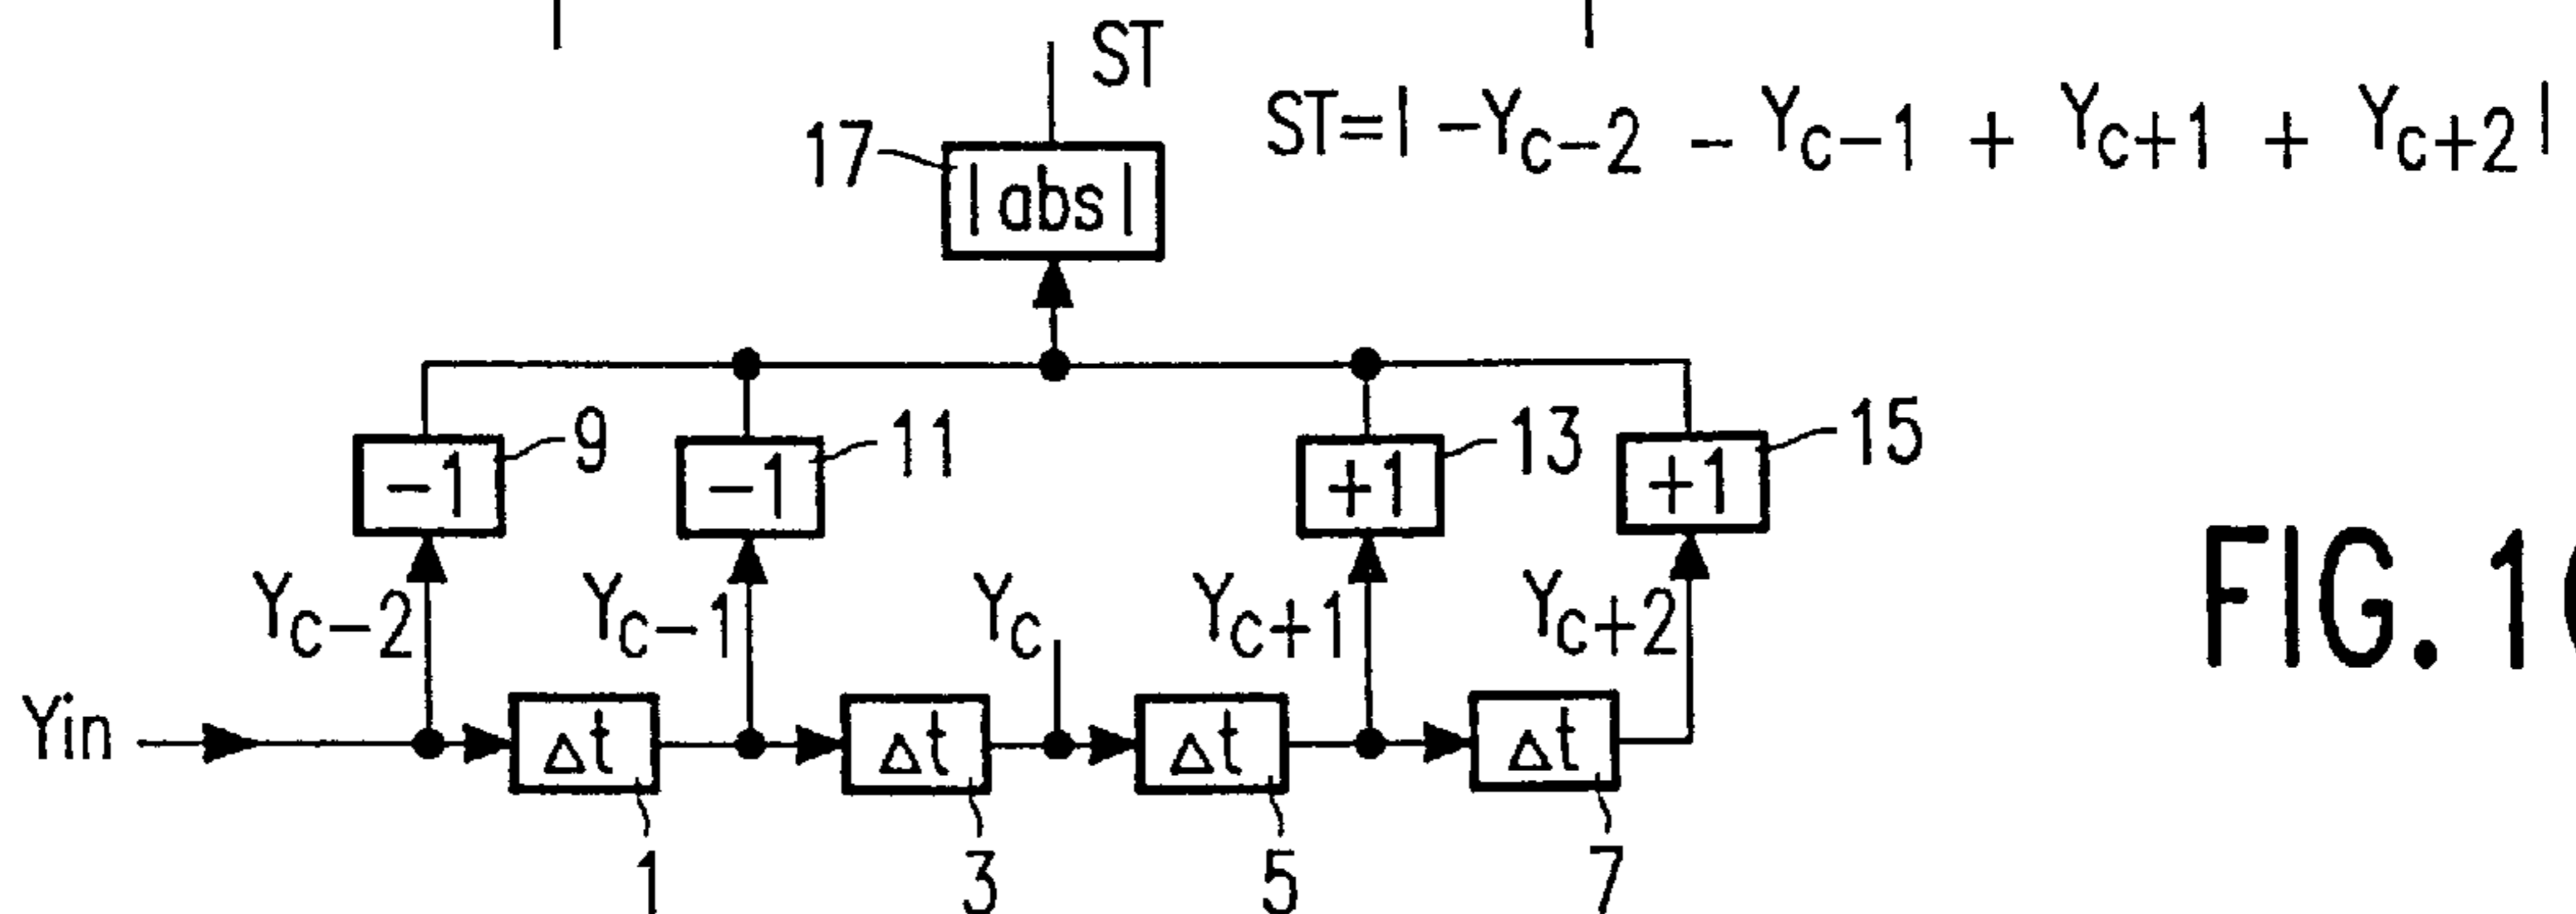 ST
17
ST=| -Yc-2 - Yc-1 + Yc+1 + Yc+2 |
|abs|
9
11
13
15
-1
-1
+1
+1
Yc-2
Yc-1
Yc
Yc+1
Yc+2
Yin
Δt
Δt
Δt
Δt
1
3
5
7
FIG. 1